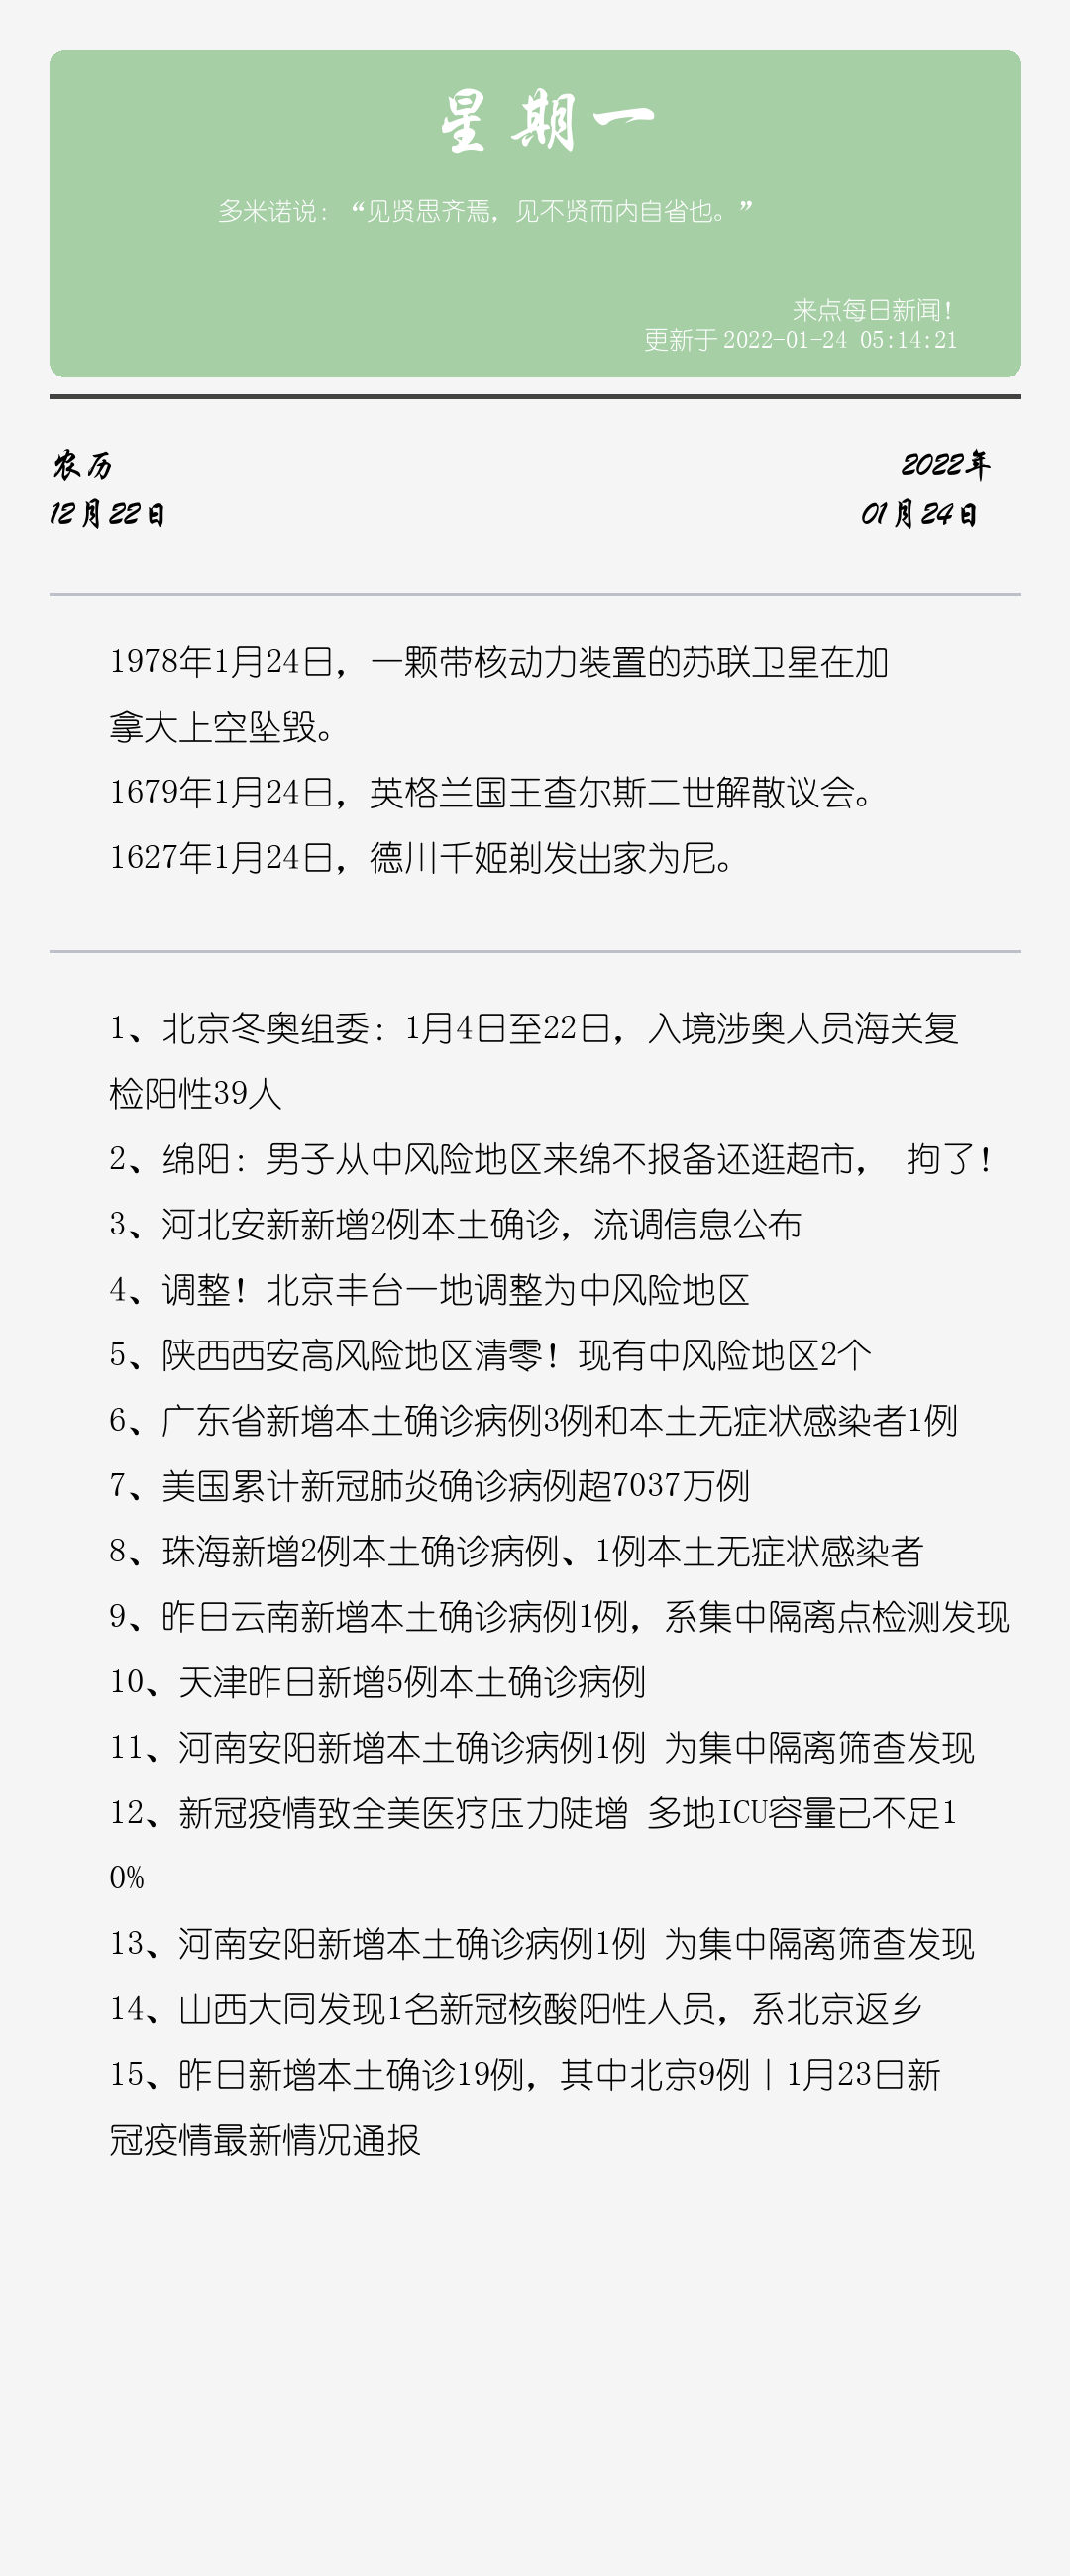 星期一
多米诺说：“见贤思齐焉，见不贤而内自省也。”
来点每日新闻！
更新于 2022-01-24 05:14:21
农历
2022年
12月22日
01月24日
1978年1月24日，一颗带核动力装置的苏联卫星在加
拿大上空坠毁。
1679年1月24日，英格兰国王查尔斯二世解散议会。
1627年1月24日，德川千姬剃发出家为尼。
1、北京冬奥组委：1月4日至22日，入境涉奥人员海关复
检阳性39人
2、绵阳：男子从中风险地区来绵不报备还逛超市， 拘了！
3、河北安新新增2例本土确诊，流调信息公布
4、调整！北京丰台一地调整为中风险地区
5、陕西西安高风险地区清零！现有中风险地区2个
6、广东省新增本土确诊病例3例和本土无症状感染者1例
7、美国累计新冠肺炎确诊病例超7037万例
8、珠海新增2例本土确诊病例、1例本土无症状感染者
9、昨日云南新增本土确诊病例1例，系集中隔离点检测发现
10、天津昨日新增5例本土确诊病例
11、河南安阳新增本土确诊病例1例 为集中隔离筛查发现
12、新冠疫情致全美医疗压力陡增 多地ICU容量已不足1
0%
13、河南安阳新增本土确诊病例1例 为集中隔离筛查发现
14、山西大同发现1名新冠核酸阳性人员，系北京返乡
15、昨日新增本土确诊19例，其中北京9例丨1月23日新
冠疫情最新情况通报